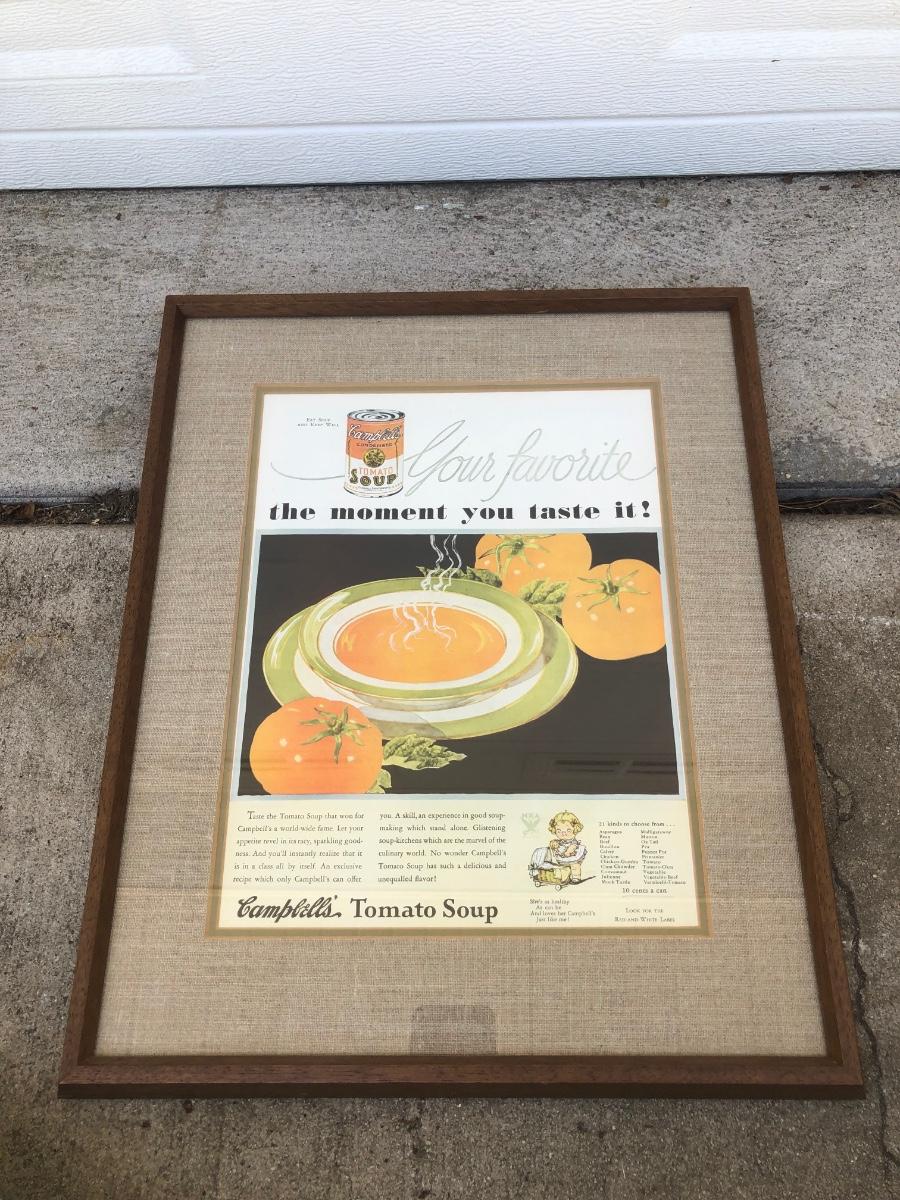 EAT SOUP
AND KEEP WELL
Campbell's
CONDENSED
TOMATO
SOUP
Your favorite
the moment you taste it!
Taste the Tomato Soup that won for
Campbell's a world-wide fame. Let your
appetite revel in its racy, sparkling good-
ness. And you'll instantly realize that it
is in a class all by itself. An exclusive
recipe which only Campbell's can offer
you. A skill, an experience in good soup-
making which stand alone. Glistening
soup-kitchens which are the marvel of the
culinary world. No wonder Campbell's
Tomato Soup has such a delicious and
unequalled flavor!
NRA
She's as healthy
As can be
And loves her Campbell's
Just like me!
21 kinds to choose from . . .
Asparagus
Bean
Beef
Bouillon
Celery
Chicken
Chicken-Gumbo
Clam Chowder
Consommé
Julienne
Mock Turtle
Mulligatawny
Mutton
Ox Tail
Pea
Pepper Pot
Printanier
Tomato
Tomato-Okra
Vegetable
Vegetable-Beef
Vermicelli-Tomato
10 cents a can
LOOK FOR THE
RED-AND-WHITE LABEL
Campbell's Tomato Soup